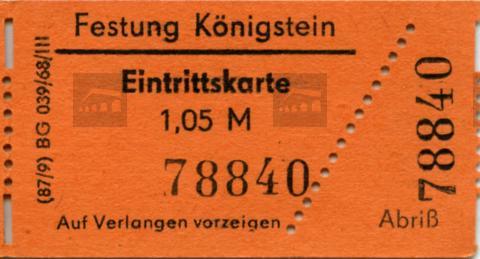 Festung Königstein
Eintrittskarte
1,05 M
78840
Auf Verlangen vorzeigen
(87/9) BG 039/68/III
78840
Abriß